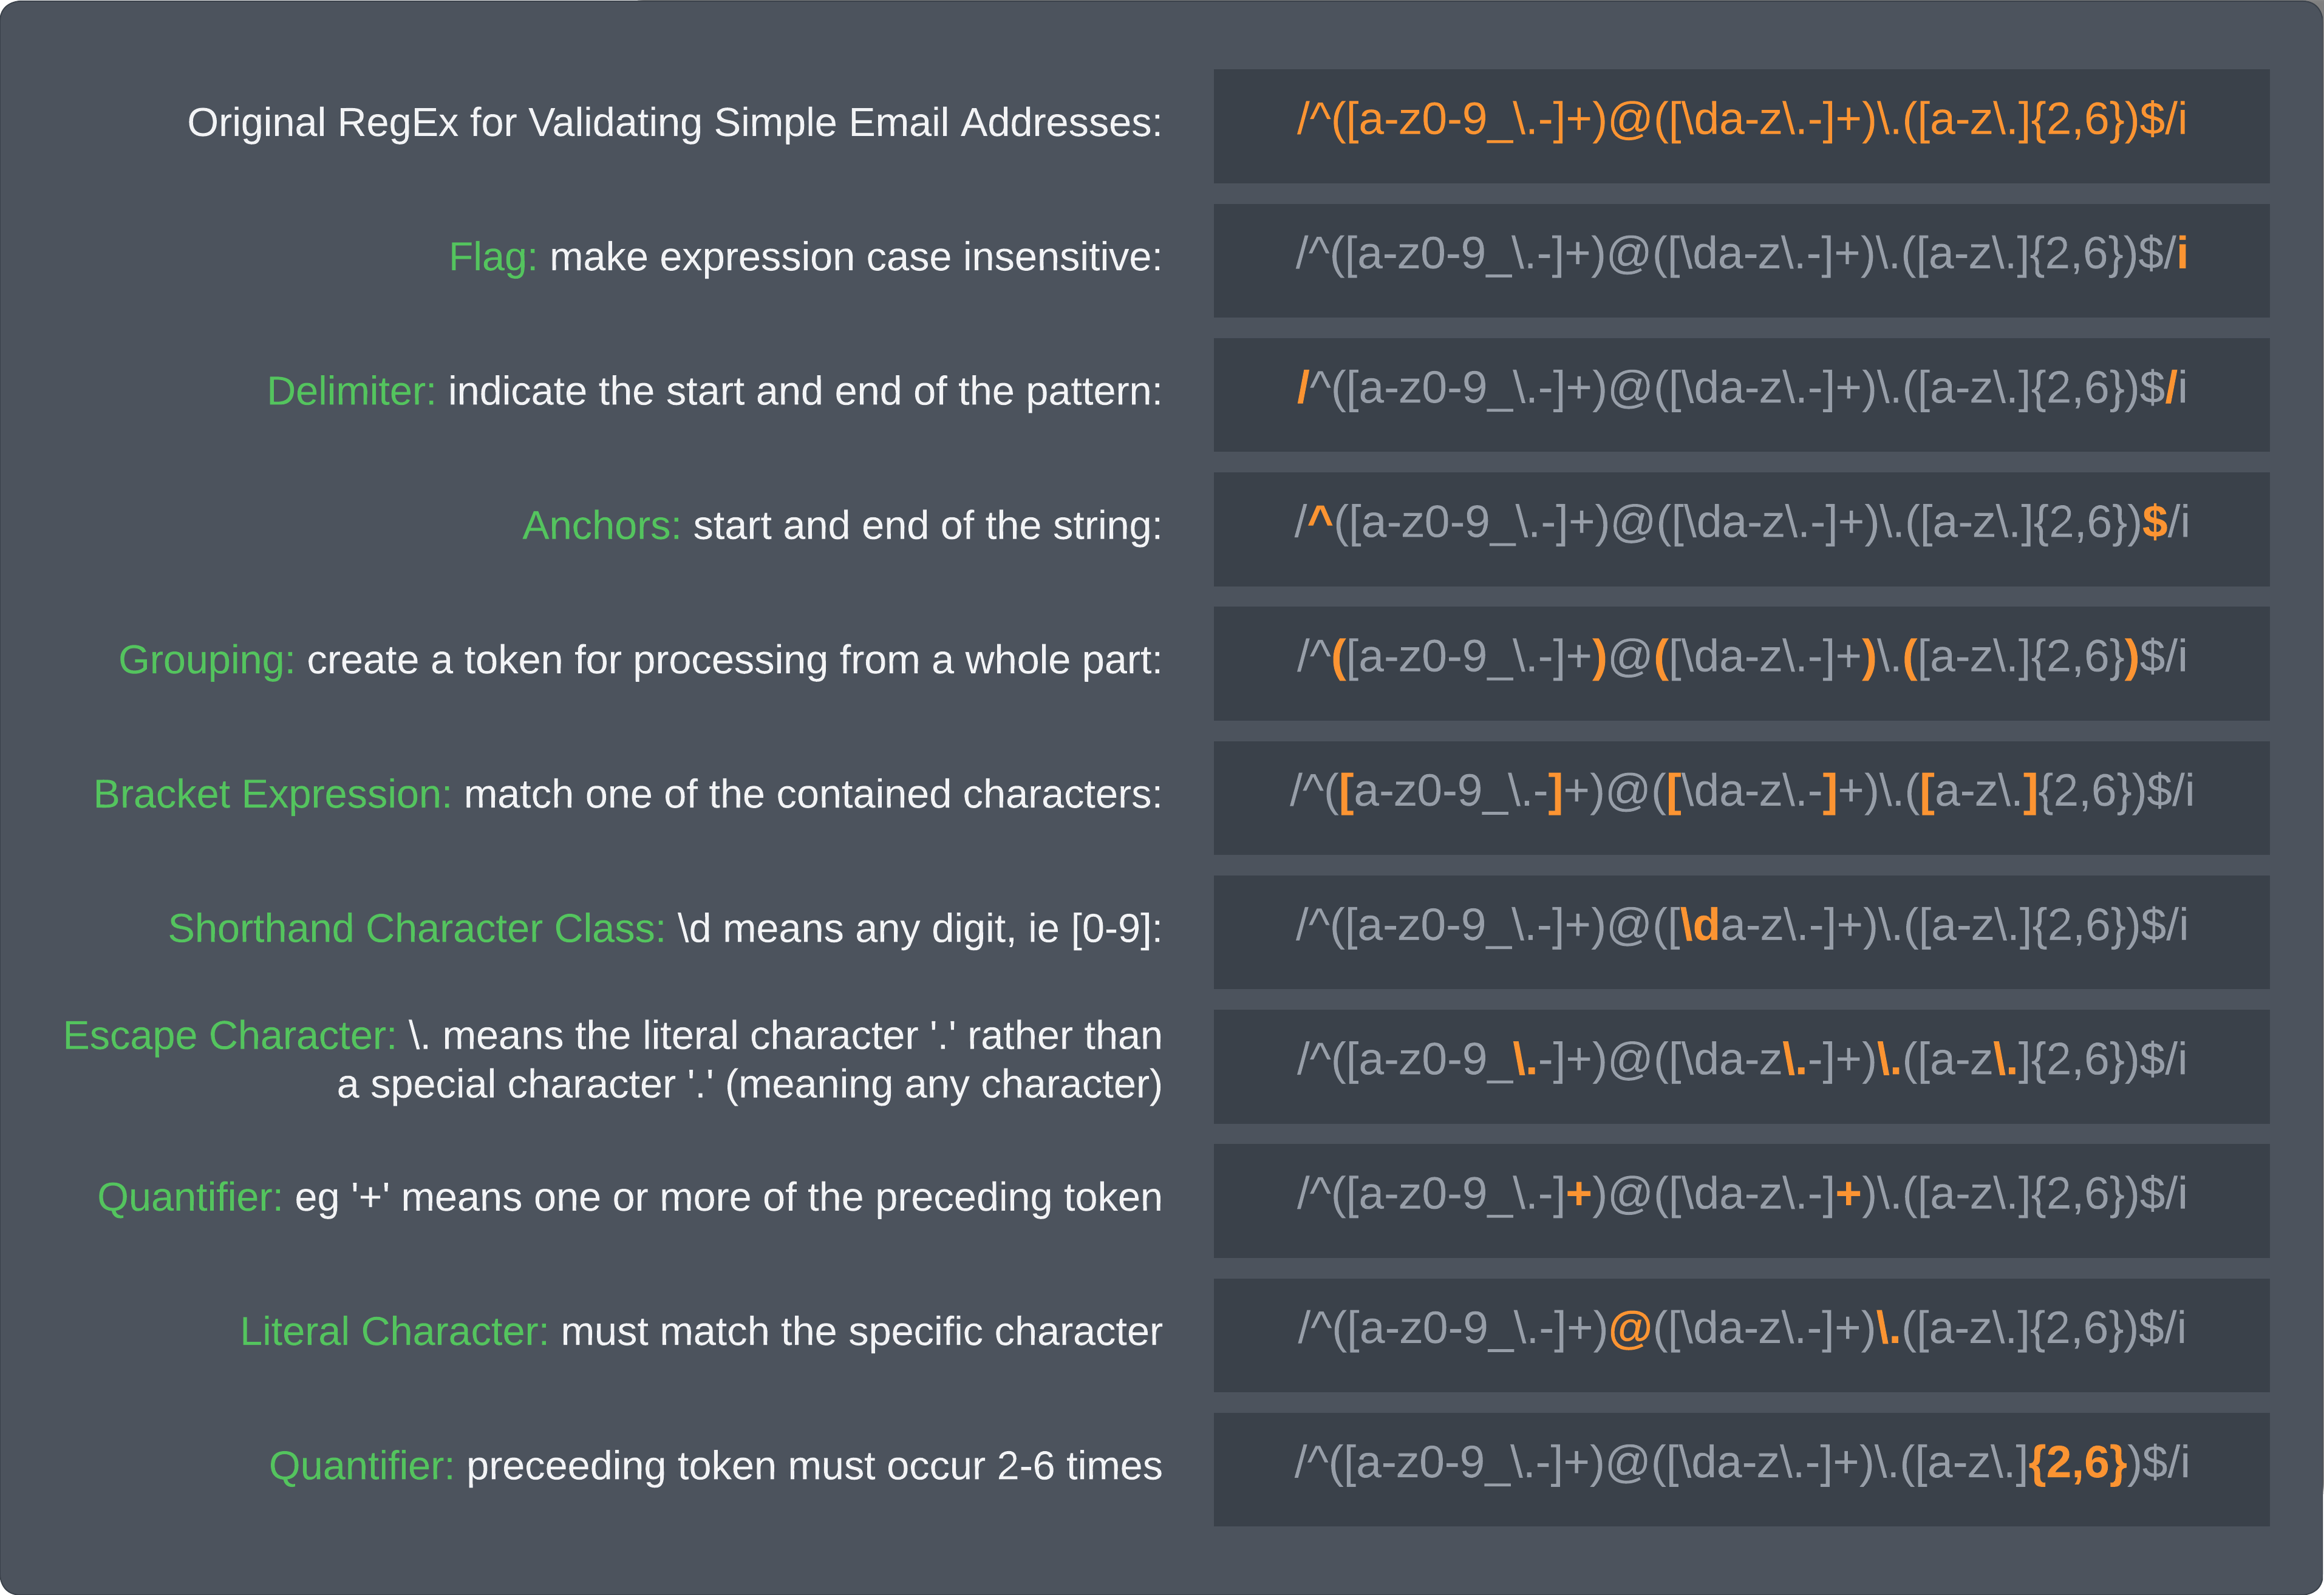 Original RegEx for Validating Simple Email Addresses: /^([a-z0-9_\.-]+)@([\da-z\.-]+)\.([a-z\.]{2,6})$/i
Flag: make expression case insensitive: /^([a-z0-9_\.-]+)@([\da-z\.-]+)\.([a-z\.]{2,6})$/i
Delimiter: indicate the start and end of the pattern: /^([a-z0-9_\.-]+)@([\da-z\.-]+)\.([a-z\.]{2,6})$/i
Anchors: start and end of the string: /^([a-z0-9_\.-]+)@([\da-z\.-]+)\.([a-z\.]{2,6})$/i
Grouping: create a token for processing from a whole part: /^([a-z0-9_\.-]+)@([\da-z\.-]+)\.([a-z\.]{2,6})$/i
Bracket Expression: match one of the contained characters: /^([a-z0-9_\.-]+)@([\da-z\.-]+)\.([a-z\.]{2,6})$/i
Shorthand Character Class: \d means any digit, ie [0-9]: /^([a-z0-9_\.-]+)@([\da-z\.-]+)\.([a-z\.]{2,6})$/i
Escape Character: \. means the literal character '.' rather than
a special character '.' (meaning any character)
/^([a-z0-9_\.-]+)@([\da-z\.-]+)\.([a-z\.]{2,6})$/i
Quantifier: eg '+' means one or more of the preceding token /^([a-z0-9_\.-]+)@([\da-z\.-]+)\.([a-z\.]{2,6})$/i
Literal Character: must match the specific character /^([a-z0-9_\.-]+)@([\da-z\.-]+)\.([a-z\.]{2,6})$/i
Quantifier: preceeding token must occur 2-6 times /^([a-z0-9_\.-]+)@([\da-z\.-]+)\.([a-z\.]{2,6})$/i